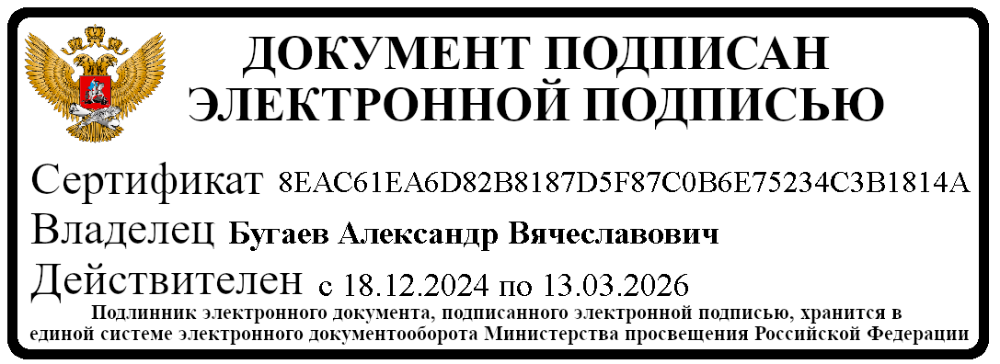 ДОКУМЕНТ ПОДПИСАН
ЭЛЕКТРОННОЙ ПОДПИСЬЮ
Сертификат 8EAC61EA6D82B8187D5F87C0B6E75234C3B1814A
Владелец Бугаев Александр Вячеславович
Действителен с 18.12.2024 по 13.03.2026
Подлинник электронного документа, подписанного электронной подписью, хранится в
единой системе электронного документооборота Министерства просвещения Российской Федерации